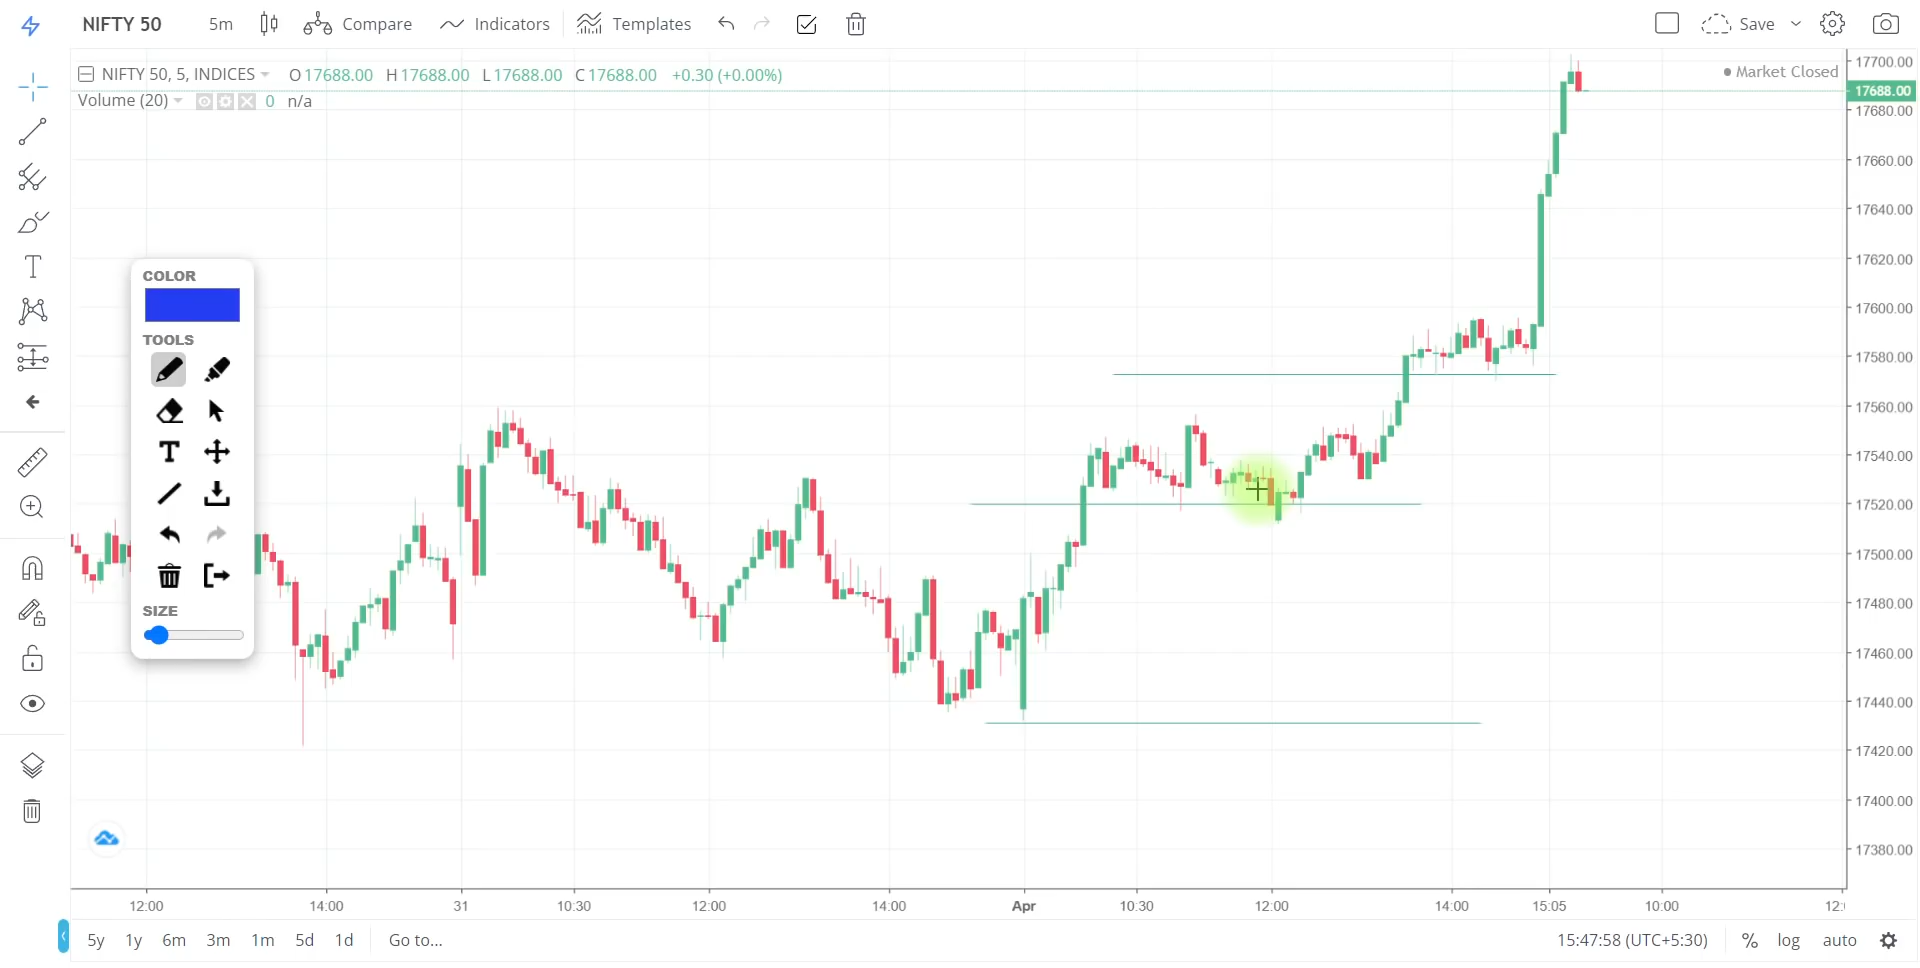 NIFTY 50 5m Compare Indicators Templates Save
NIFTY 50, 5, INDICES O17688.00 H17688.00 L17688.00 C17688.00 +0.30 (+0.00%)
Market Closed
Volume (20) 0 n/a
COLOR
TOOLS
T
SIZE
17700.00
17688.00
17680.00
17660.00
17640.00
17620.00
17600.00
17580.00
17560.00
17540.00
17520.00
17500.00
17480.00
17460.00
17440.00
17420.00
17400.00
17380.00
12:00 14:00 31 10:30 12:00 14:00 Apr 10:30 12:00 14:00 15:05 10:00
5y 1y 6m 3m 1m 5d 1d Go to... 15:47:58 (UTC+5:30) % log auto